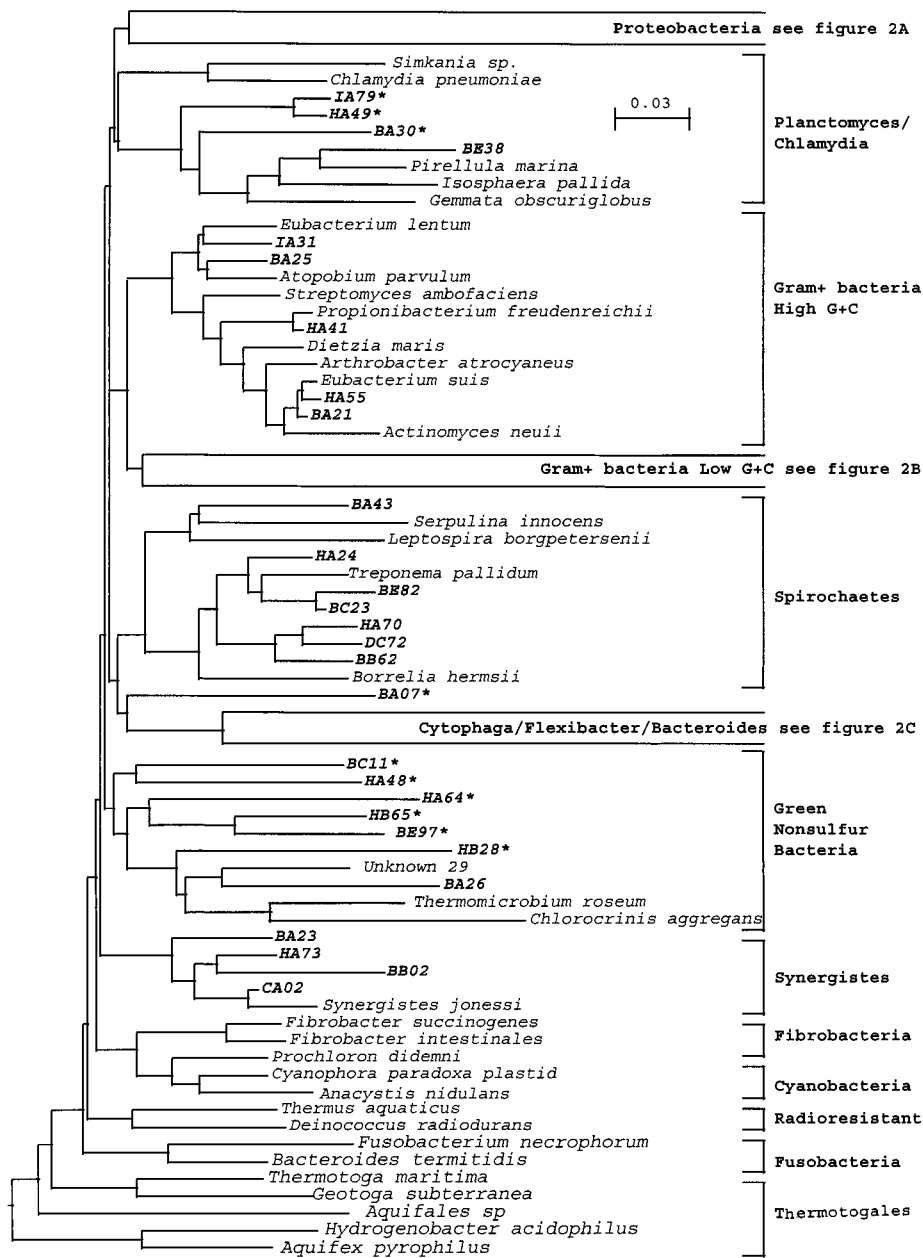 Proteobacteria see figure 2A
Simkania sp.
Chlamydia pneumoniae
IA79*
HA49*
BA30*
BE38
Pirellula marina
Isosphaera pallida
Gemmata obscuriglobus
0.03
Planctomyces/
Chlamydia
Eubacterium lentum
IA31
BA25
Atopobium parvulum
Streptomyces ambofaciens
Propionibacterium freudenreichii
HA41
Dietzia maris
Arthrobacter atrocyaneus
Eubacterium suis
HA55
BA21
Actinomyces neuii
Gram+ bacteria
High G+C
Gram+ bacteria Low G+C see figure 2B
BA43
Serpulina innocens
Leptospira borgpetersenii
HA24
Treponema pallidum
BE82
BC23
HA70
DC72
BB62
Borrelia hermsii
Spirochaetes
BA07*
Cytophaga/Flexibacter/Bacteroides see figure 2C
BC11*
HA48*
HA64*
HB65*
BE97*
HB28*
Unknown 29
BA26
Thermomicrobium roseum
Chlorocrinis aggregans
Green
Nonsulfur
Bacteria
BA23
HA73
BB02
CA02
Synergistes jonessi
Synergistes
Fibrobacter succinogenes
Fibrobacter intestinales
Fibrobacteria
Prochloron didemni
Cyanophora paradoxa plastid
Anacystis nidulans
Cyanobacteria
Thermus aquaticus
Deinococcus radiodurans
Radioresistant
Fusobacterium necrophorum
Bacteroides termitidis
Fusobacteria
Thermotoga maritima
Geotoga subterranea
Aquifales sp
Hydrogenobacter acidophilus
Aquifex pyrophilus
Thermotogales